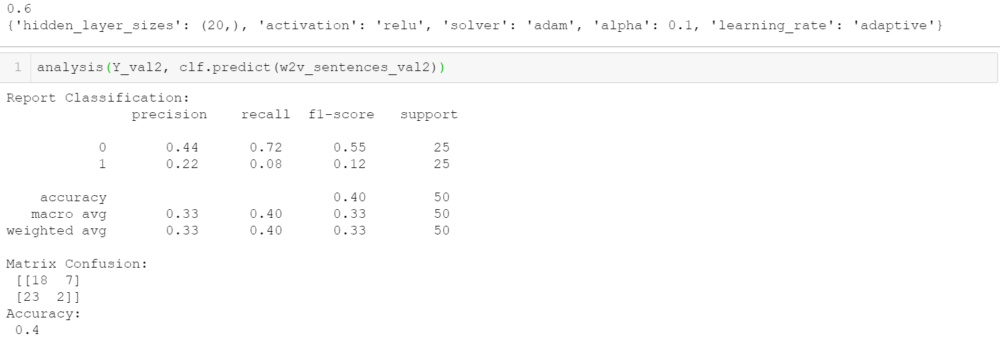 0.6
{'hidden_layer_sizes': (20,), 'activation': 'relu', 'solver': 'adam', 'alpha': 0.1, 'learning_rate': 'adaptive'}
1 analysis(Y_val2, clf.predict(w2v_sentences_val2))
Report Classification:
precision recall f1-score support
0 0.44 0.72 0.55 25
1 0.22 0.08 0.12 25
accuracy 0.40 50
macro avg 0.33 0.40 0.33 50
weighted avg 0.33 0.40 0.33 50
Matrix Confusion:
[[18 7]
[23 2]]
Accuracy:
0.4